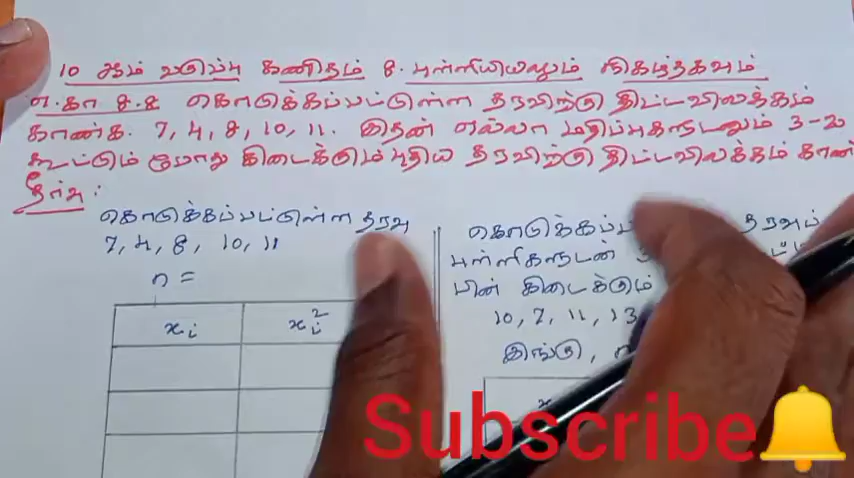 10 ஆம் வகுப்பு கணிதம் 8. புள்ளியியலும் நிகழ்தகவும்
எ.கா 8.8 கொடுக்கப்பட்டுள்ள தரவிற்கு திட்டவிலக்கம்
காண்க. 7, 4, 8, 10, 11. இதன் எல்லா மதிப்புகளுடனும் 3-ஐ
கூட்டும் போது கிடைக்கும் புதிய தரவிற்கு திட்டவிலக்கம் காண்
தீர்வு :
கொடுக்கப்பட்டுள்ள தரவு
7, 4, 8, 10, 11
n =
xᵢ xᵢ²
புள்ளிகளுடன்
பின் கிடைக்கும்
10, 7, 11, 13
இங்கு,
Subscribe